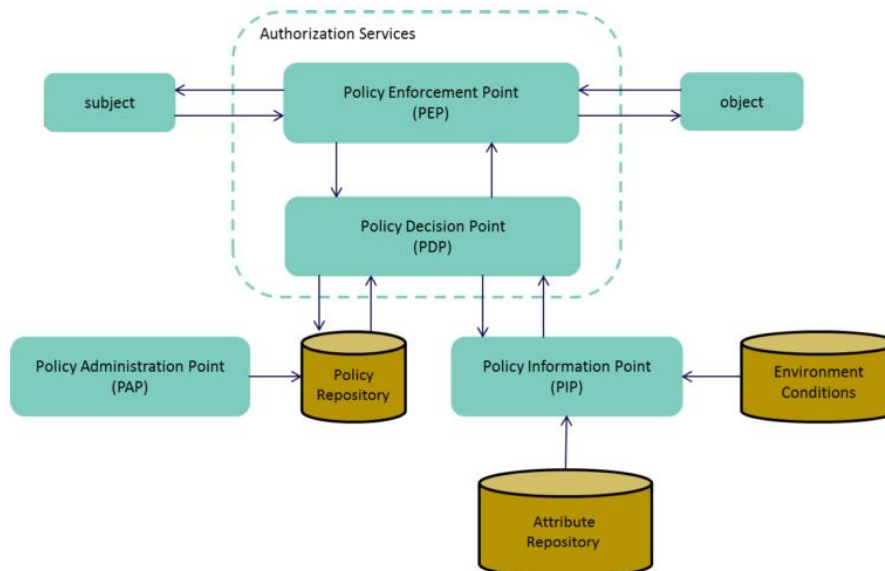 Authorization Services
subject
Policy Enforcement Point
(PEP)
object
Policy Decision Point
(PDP)
Policy Administration Point
(PAP)
Policy
Repository
Policy Information Point
(PIP)
Environment
Conditions
Attribute
Repository